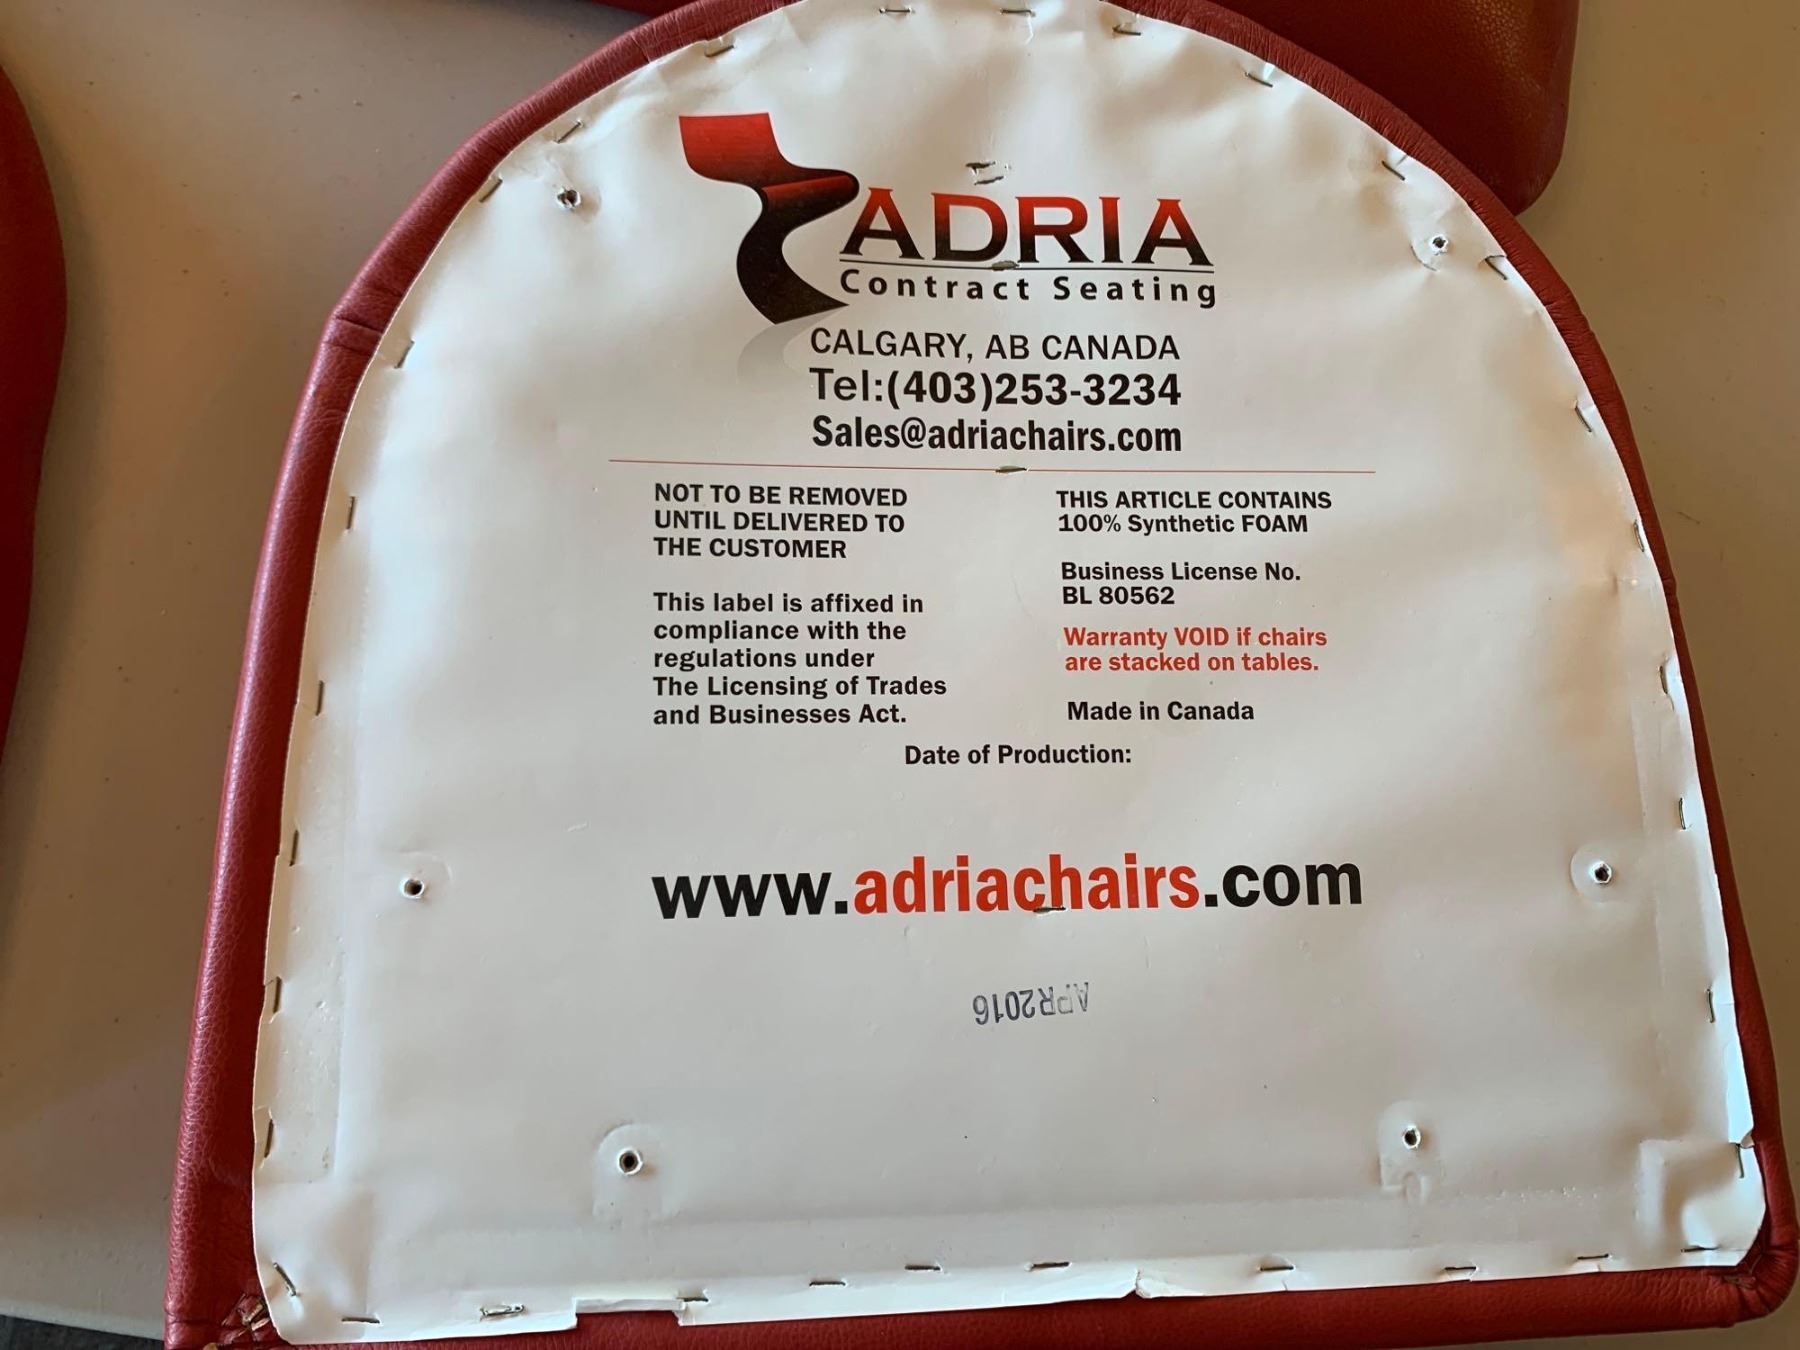 ADRIA
Contract Seating
CALGARY, AB CANADA
Tel:(403)253-3234
Sales@adriachairs.com
NOT TO BE REMOVED
UNTIL DELIVERED TO
THE CUSTOMER
This label is affixed in
compliance with the
regulations under
The Licensing of Trades
and Businesses Act.
THIS ARTICLE CONTAINS
100% Synthetic FOAM
Business License No.
BL 80562
Warranty VOID if chairs
are stacked on tables.
Made in Canada
Date of Production:
www.adriachairs.com
APR2016